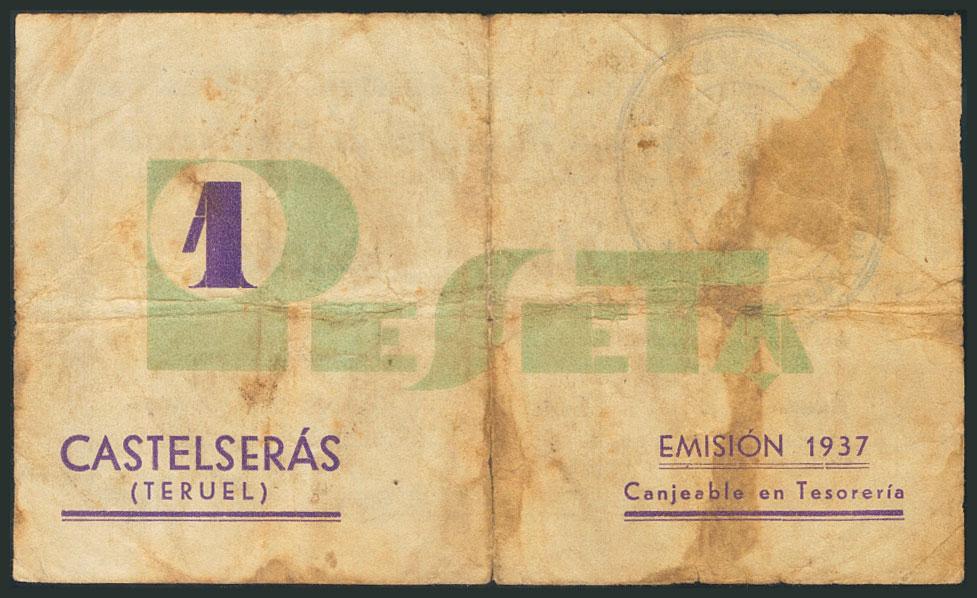 1
PESETA
CASTELSERÁS
(TERUEL)
EMISIÓN 1937
Canjeable en Tesorería